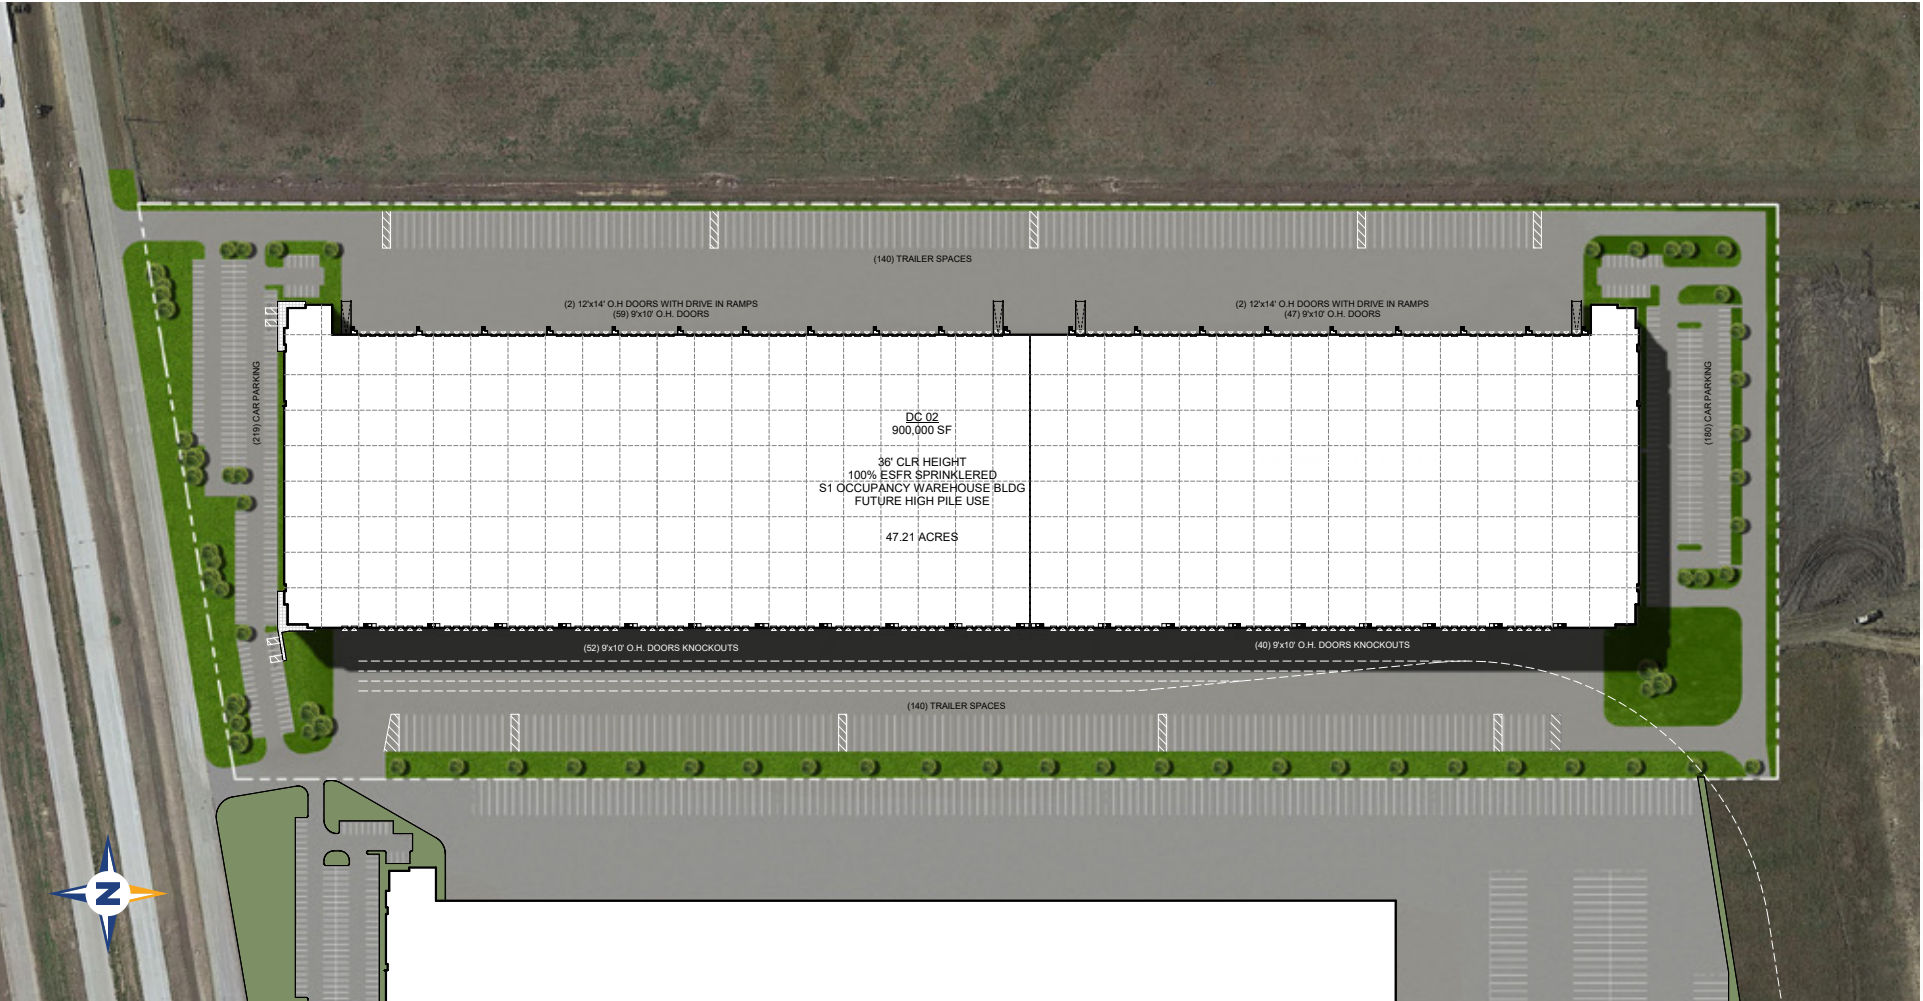 (140) TRAILER SPACES
(2) 12'x14' O.H DOORS WITH DRIVE IN RAMPS
(59) 9'x10' O.H. DOORS
(2) 12'x14' O.H DOORS WITH DRIVE IN RAMPS
(47) 9'x10' O.H. DOORS
(219) CAR PARKING
(180) CAR PARKING
DC 02
900,000 SF
36' CLR HEIGHT
100% ESFR SPRINKLERED
S1 OCCUPANCY WAREHOUSE BLDG
FUTURE HIGH PILE USE
47.21 ACRES
(52) 9'x10' O.H. DOORS KNOCKOUTS
(40) 9'x10' O.H. DOORS KNOCKOUTS
(140) TRAILER SPACES
N